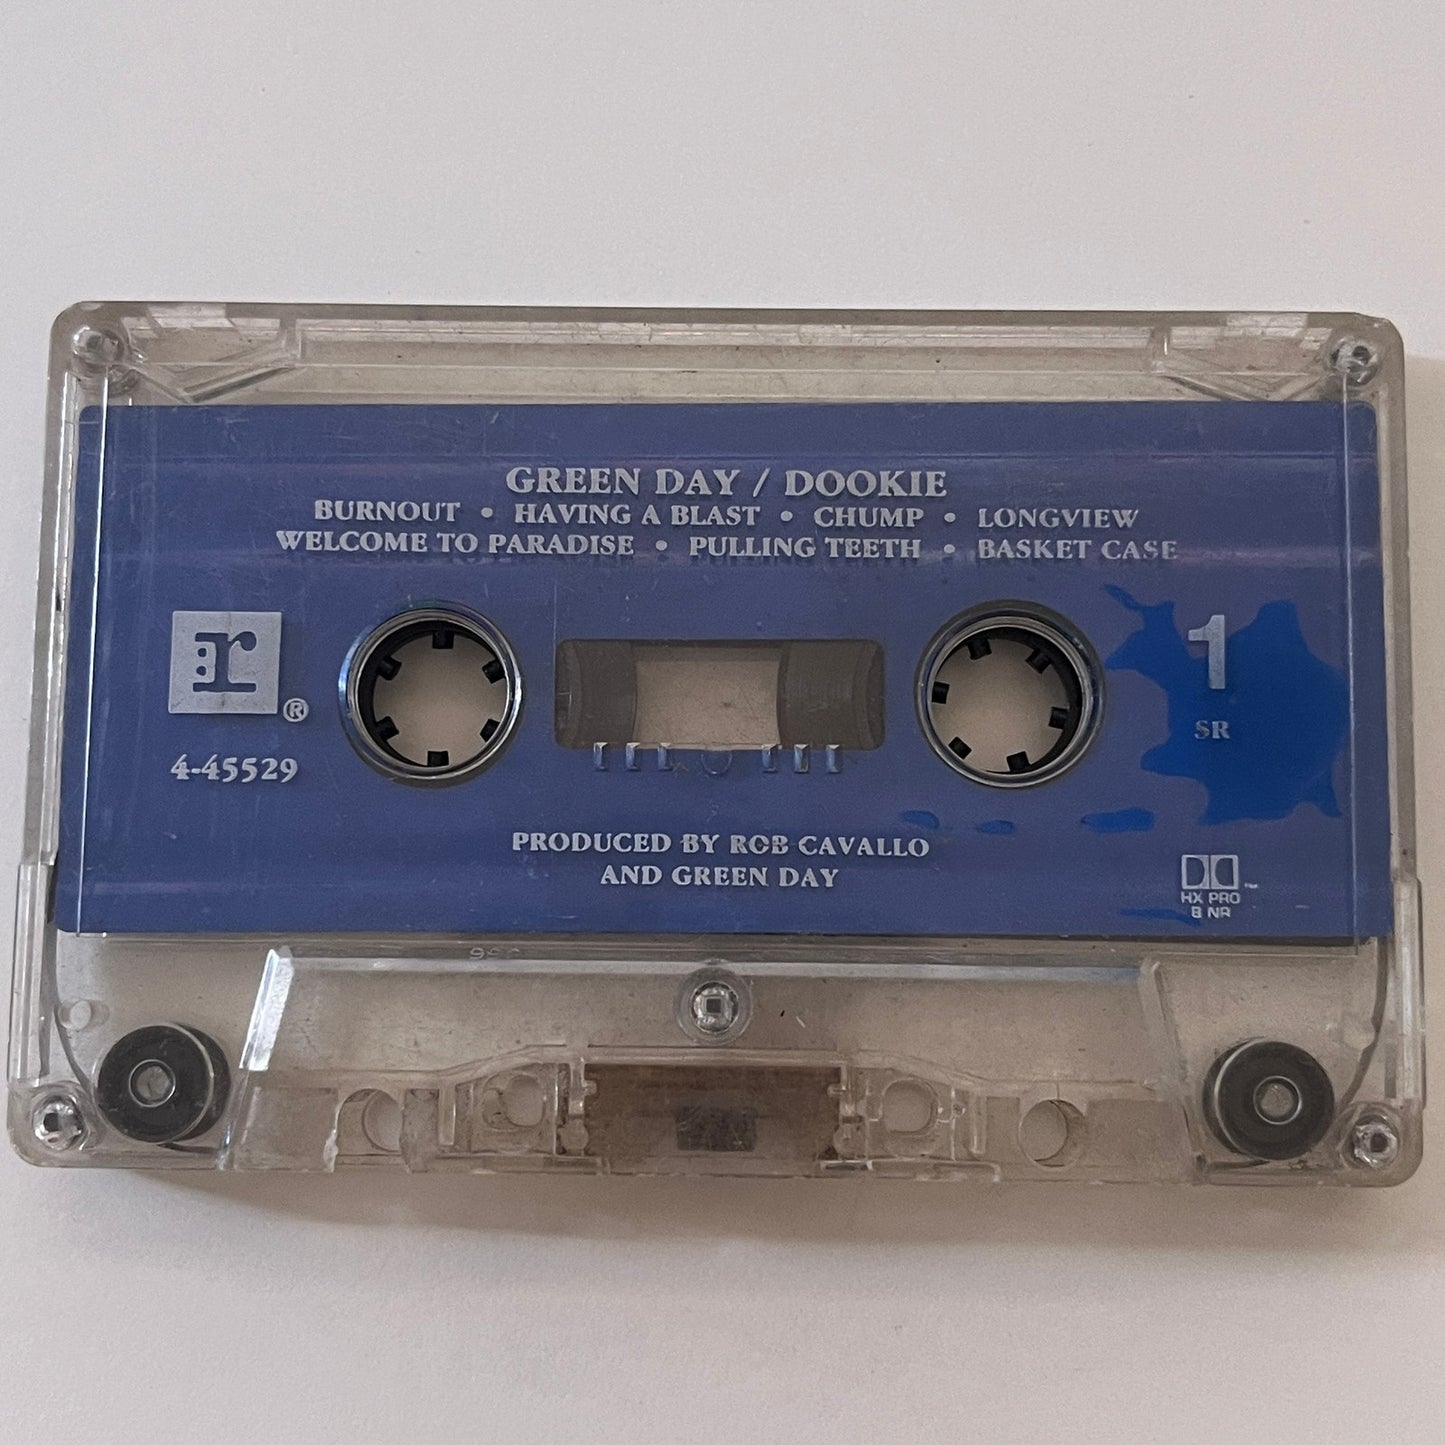 GREEN DAY / DOOKIE
BURNOUT • HAVING A BLAST • CHUMP • LONGVIEW
WELCOME TO PARADISE • PULLING TEETH • BASKET CASE
r®
4-45529
1
SR
PRODUCED BY ROB CAVALLO
AND GREEN DAY
HX PRO™
B NR